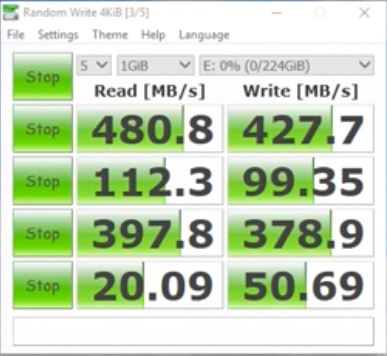 Random Write 4KiB [3/5]
File Settings Theme Help Language
Stop 5 1GiB E: 0% (0/224GiB)
Read [MB/s] Write [MB/s]
Stop 480.8 427.7
Stop 112.3 99.35
Stop 397.8 378.9
Stop 20.09 50.69